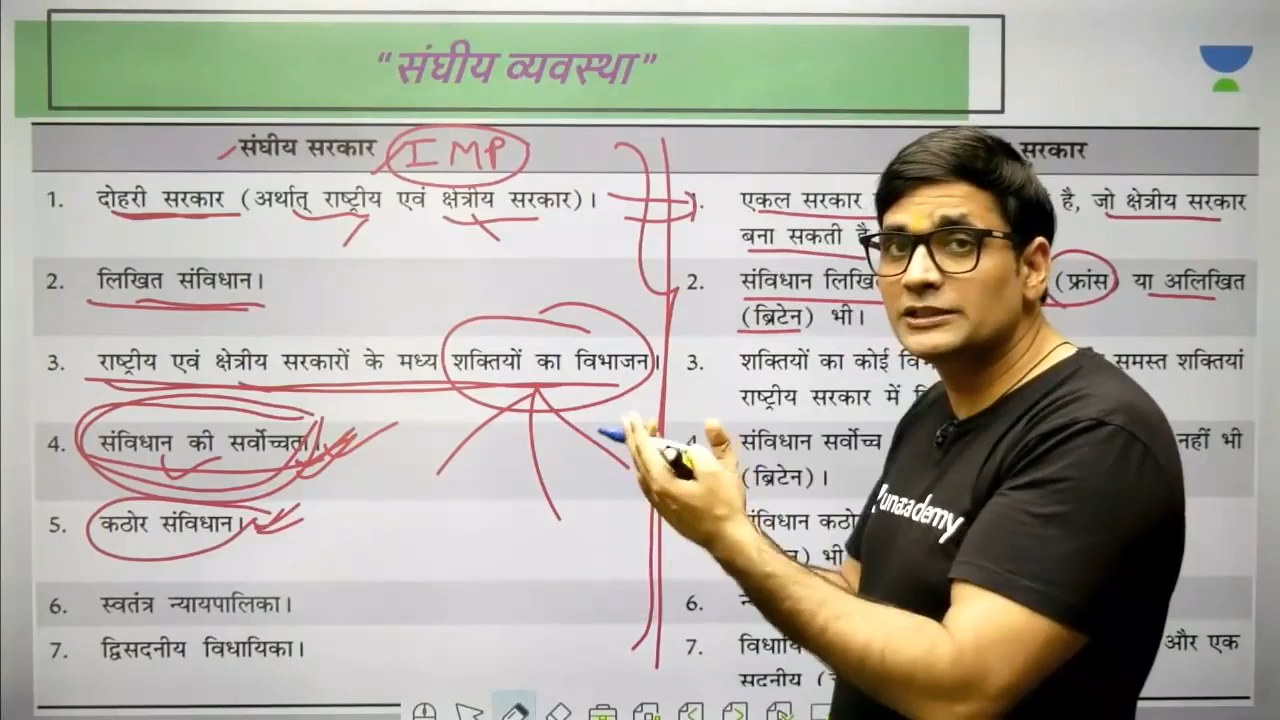 “संघीय व्यवस्था”
संघीय सरकार IMP
सरकार
1. दोहरी सरकार (अर्थात् राष्ट्रीय एवं क्षेत्रीय सरकार)।
1. एकल सरकार है, जो क्षेत्रीय सरकार
बना सकती
2. लिखित संविधान।
2. संविधान (फ्रांस) या अलिखित
(ब्रिटेन) भी।
3. राष्ट्रीय एवं क्षेत्रीय सरकारों के मध्य शक्तियों का विभाजन।
3. शक्तियों का कोई समस्त शक्तियां
राष्ट्रीय सरकार में
4. संविधान की सर्वोच्चता।
4. संविधान नहीं भी
(ब्रिटेन)।
5. कठोर संविधान।
संविधान
भी
6. स्वतंत्र न्यायपालिका।
6.
7. द्विसदनीय विधायिका।
7. और एक
सदनीय
unacademy